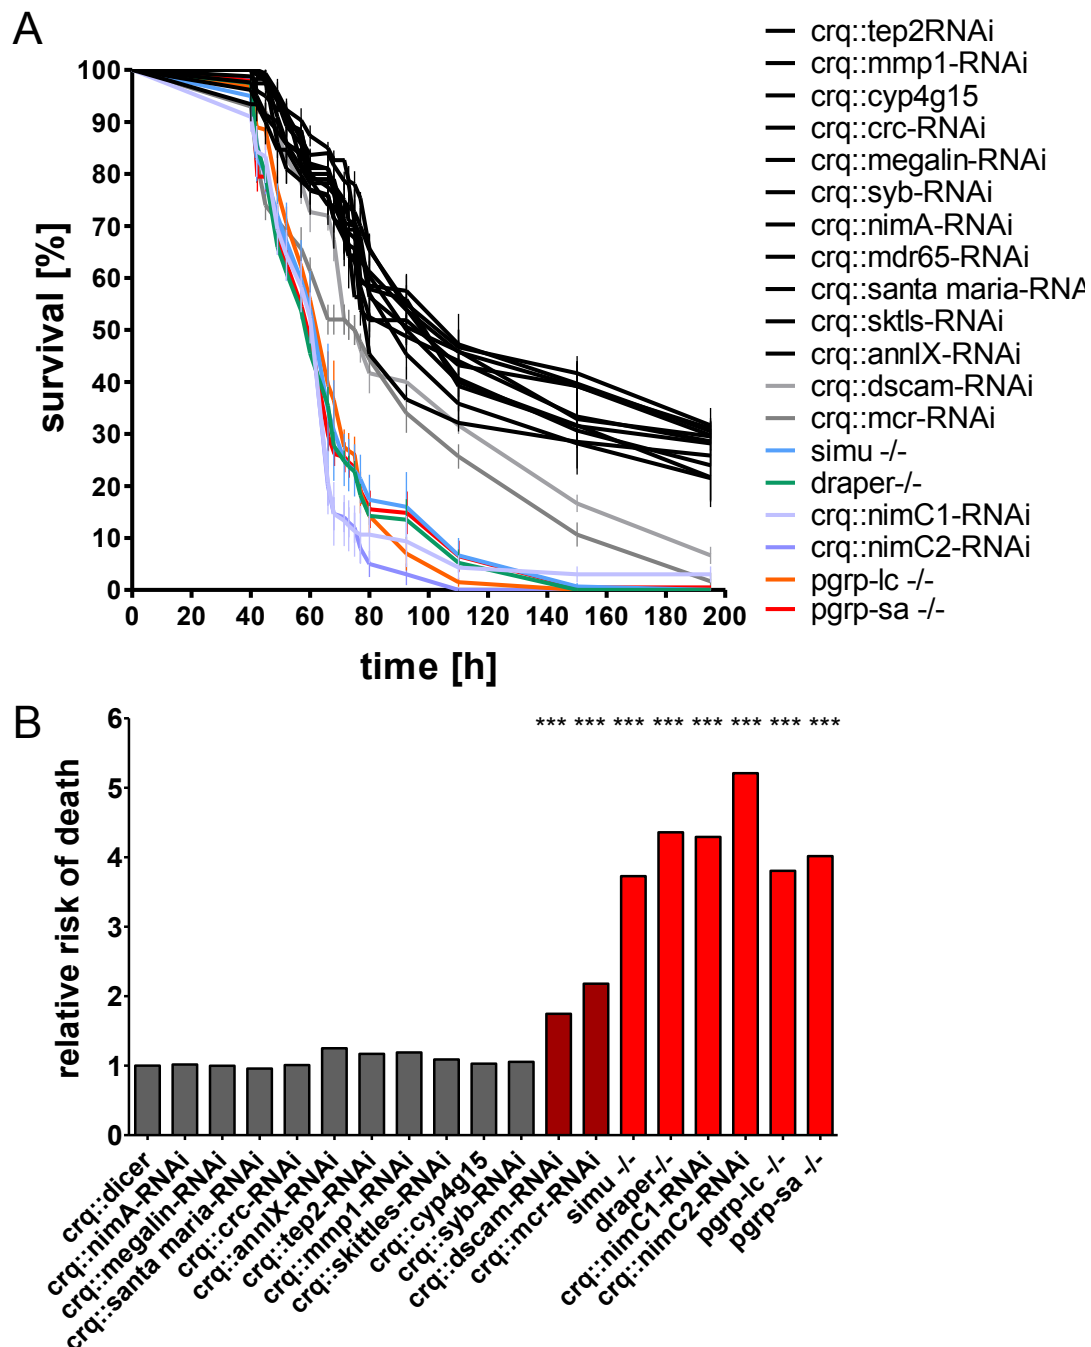 A
crq::tep2RNAi
crq::mmp1-RNAi
crq::cyp4g15
crq::crc-RNAi
crq::megalin-RNAi
crq::syb-RNAi
crq::nimA-RNAi
crq::mdr65-RNAi
crq::santa maria-RNA
crq::sktls-RNAi
crq::annIX-RNAi
crq::dscam-RNAi
crq::mcr-RNAi
simu -/-
draper-/-
crq::nimC1-RNAi
crq::nimC2-RNAi
pgrp-lc -/-
pgrp-sa -/-
survival [%]
100
90
80
70
60
50
40
30
20
10
0
0 20 40 60 80 100 120 140 160 180 200
time [h]
B
relative risk of death
6
5
4
3
2
1
0
*** *** *** *** *** *** *** ***
crq::dicer
crq::nimA-RNAi
crq::megalin-RNAi
crq::santa maria-RNAi
crq::crc-RNAi
crq::annIX-RNAi
crq::tep2-RNAi
crq::mmp1-RNAi
crq::skittles-RNAi
crq::cyp4g15
crq::syb-RNAi
crq::dscam-RNAi
crq::mcr-RNAi
simu -/-
draper-/-
crq::nimC1-RNAi
crq::nimC2-RNAi
pgrp-lc -/-
pgrp-sa -/-